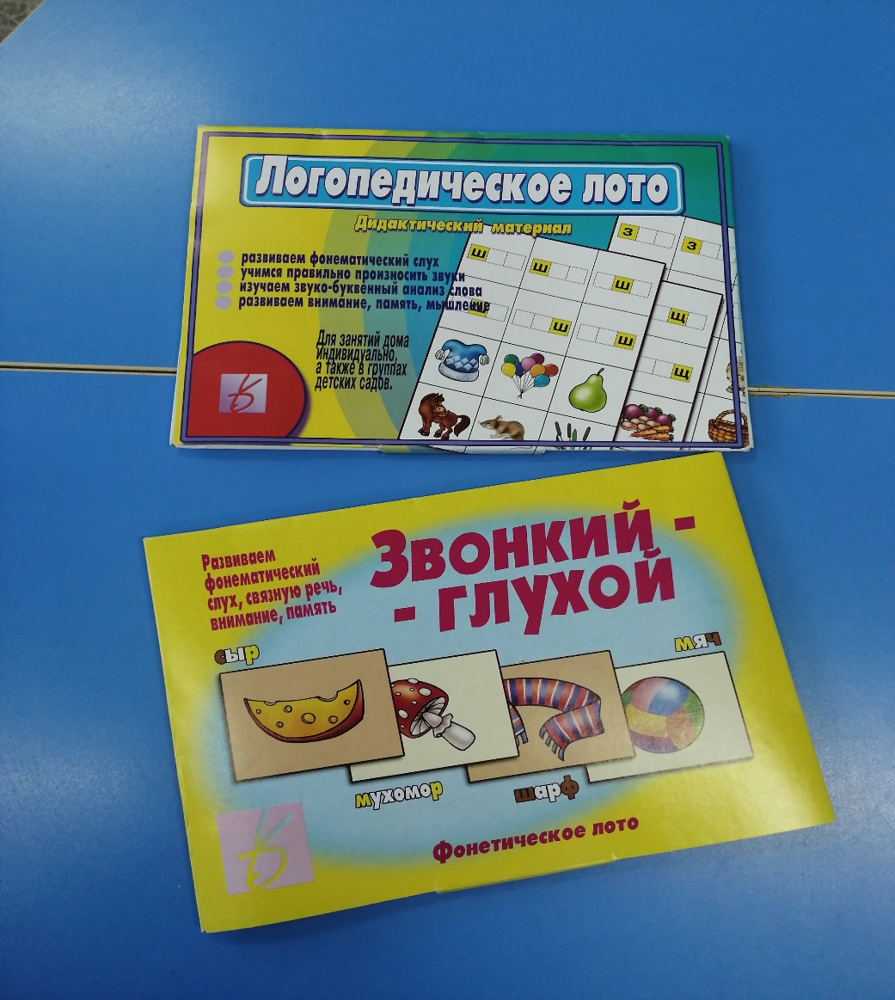 Логопедическое лото
Дидактический материал
развиваем фонематический слух
учимся правильно произносить звуки
изучаем звуко-буквенный анализ слова
развиваем внимание, память, мышление
Для занятий дома
индивидуально,
а также в группах
детских садов.
З
З
Ш
Ш
Ш
Ш
Ш
Щ
Щ
Звонкий -
- глухой
Развиваем
фонематический
слух, связную речь,
внимание, память
сыр
мяч
мухомор
шарф
Фонетическое лото